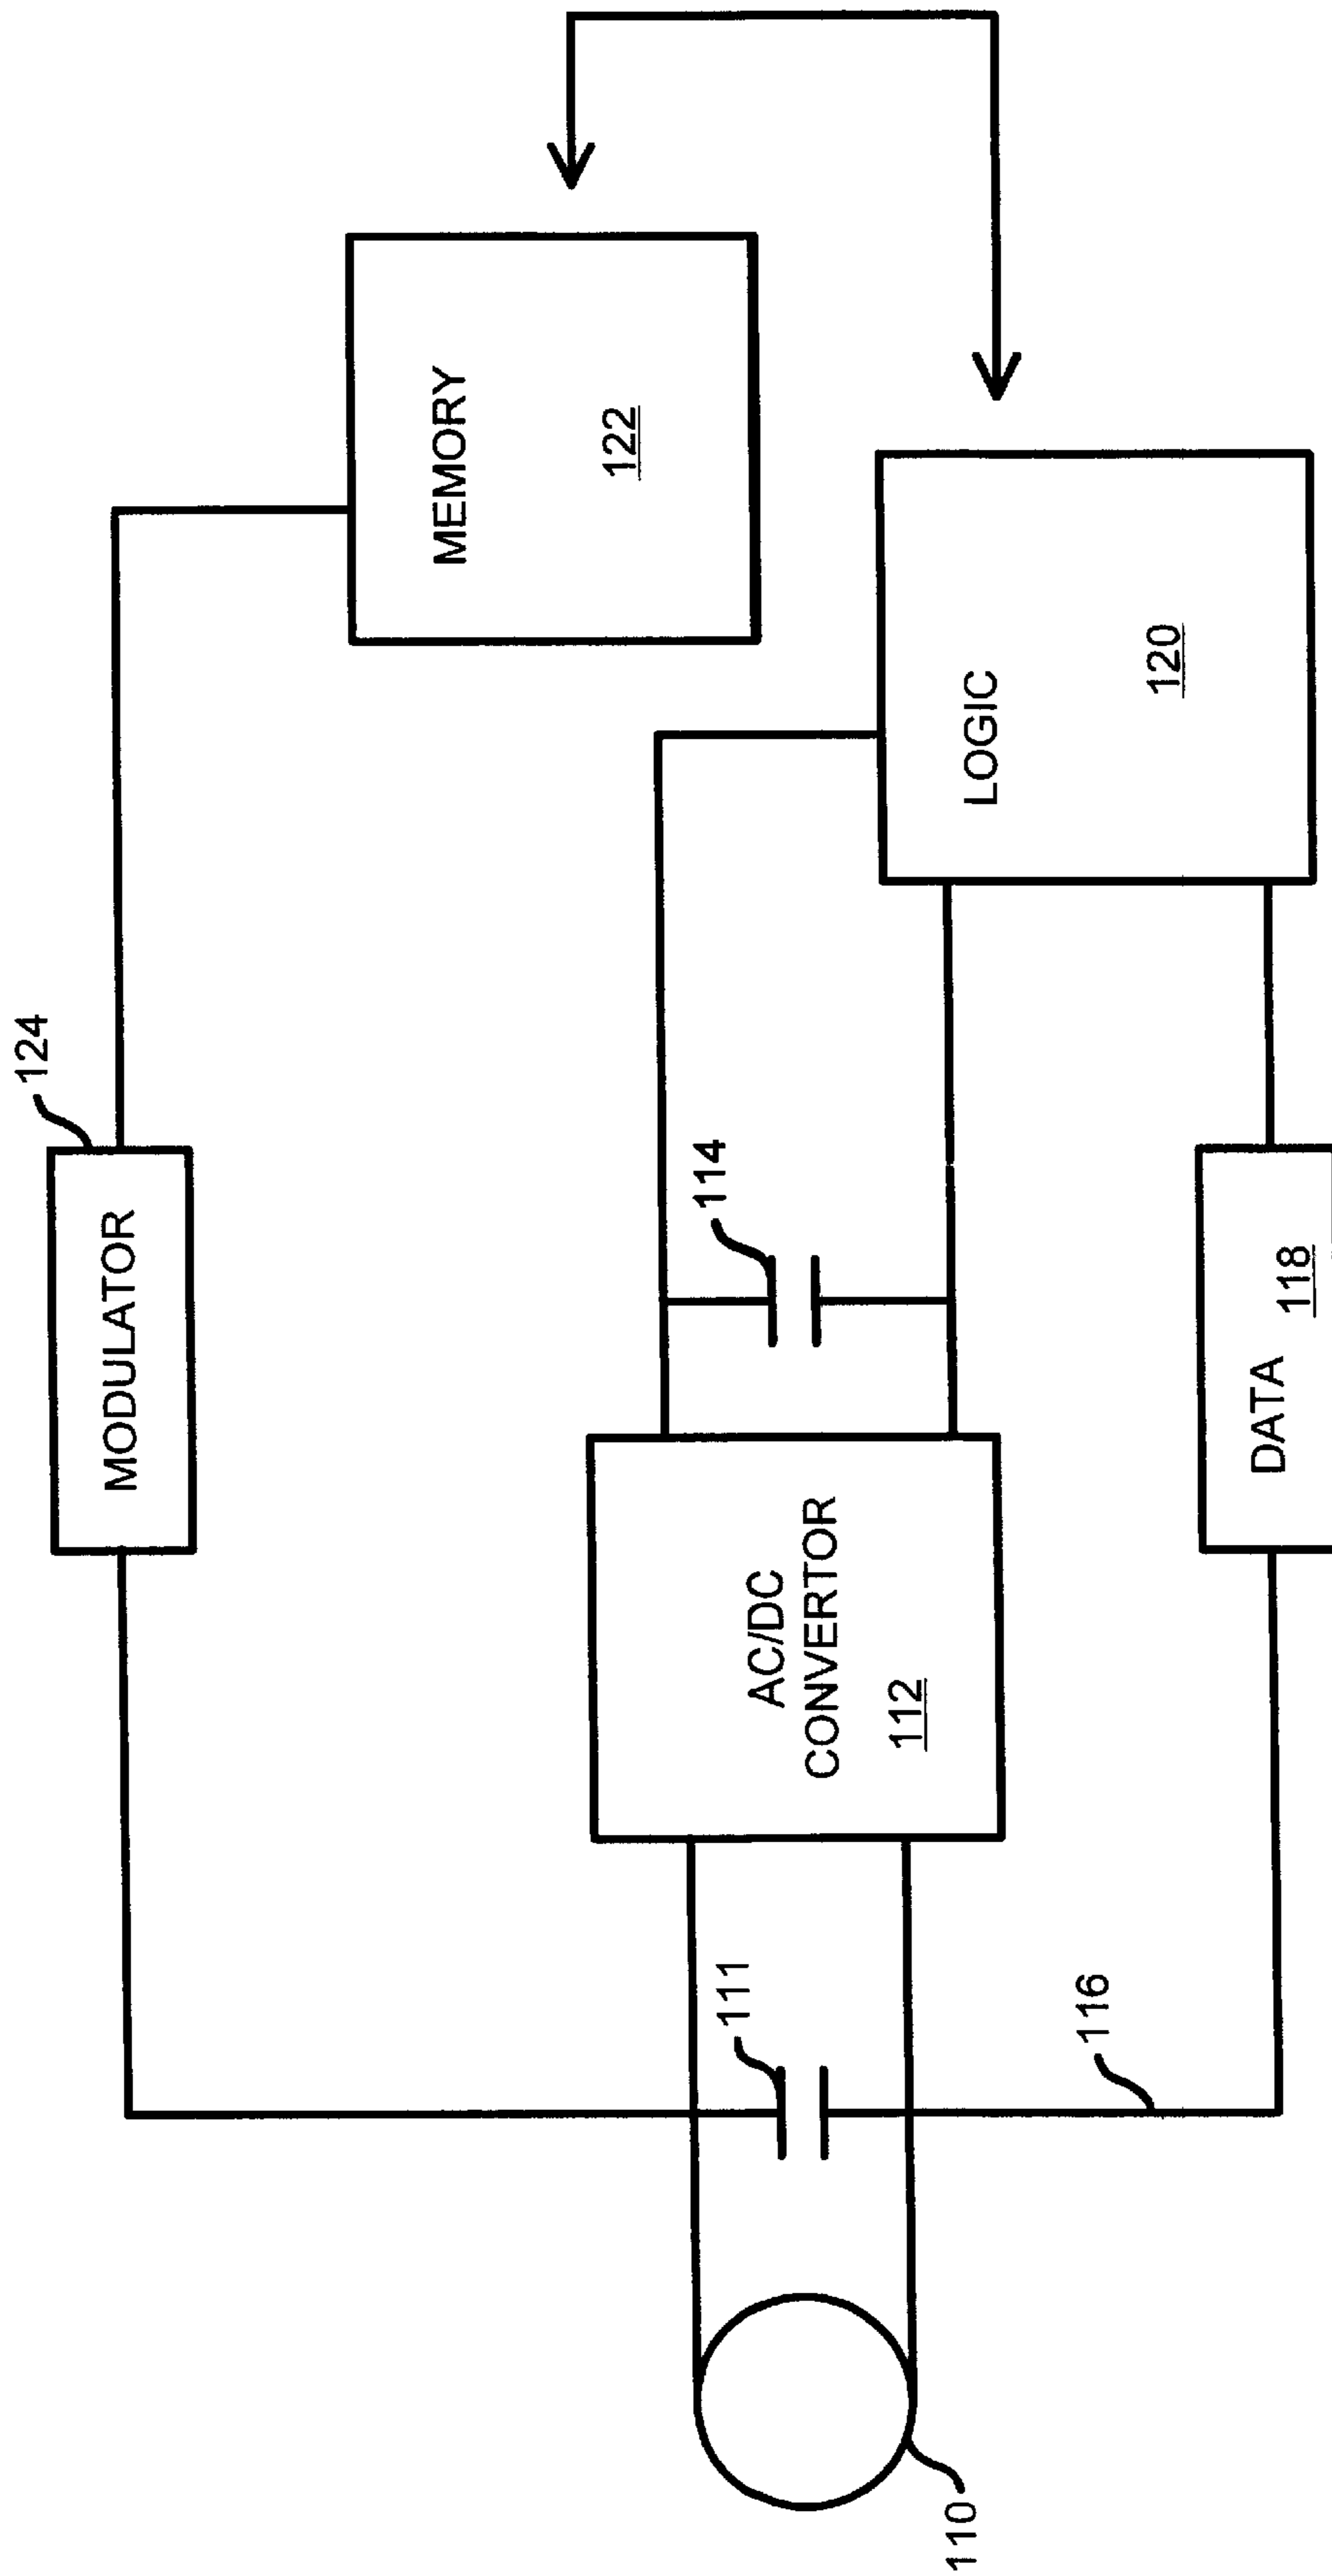 124
MODULATOR
MEMORY
122
114
LOGIC
120
AC/DC
CONVERTOR
112
111
DATA
118
116
110